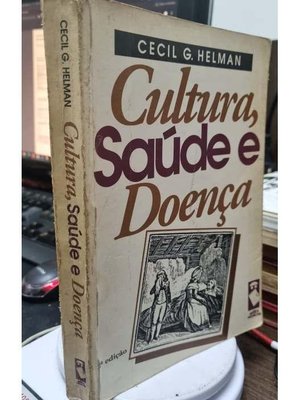 CECIL G. HELMAN
Cultura,
Saúde e
Doença
edição
CECIL G. HELMAN Cultura, Saúde e Doença